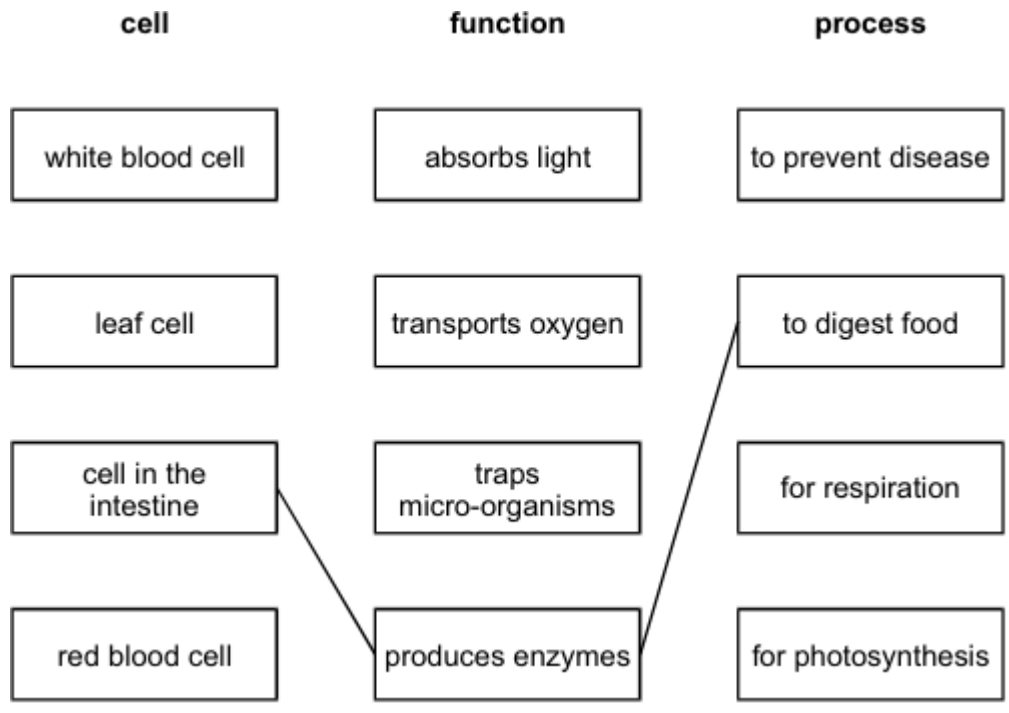 cell function process
white blood cell absorbs light to prevent disease
leaf cell transports oxygen to digest food
cell in the
intestine
traps
micro-organisms
for respiration
red blood cell produces enzymes for photosynthesis